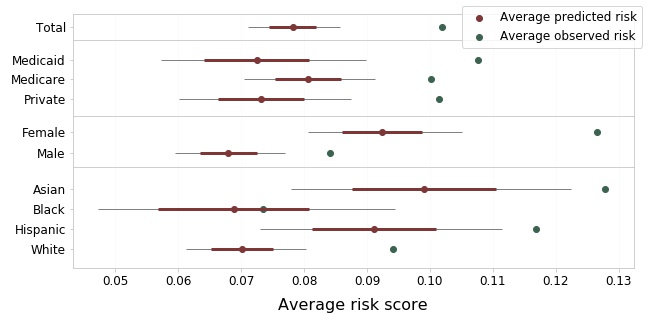 Average predicted risk
Average observed risk
Total
Medicaid
Medicare
Private
Female
Male
Asian
Black
Hispanic
White
0.05 0.06 0.07 0.08 0.09 0.10 0.11 0.12 0.13
Average risk score